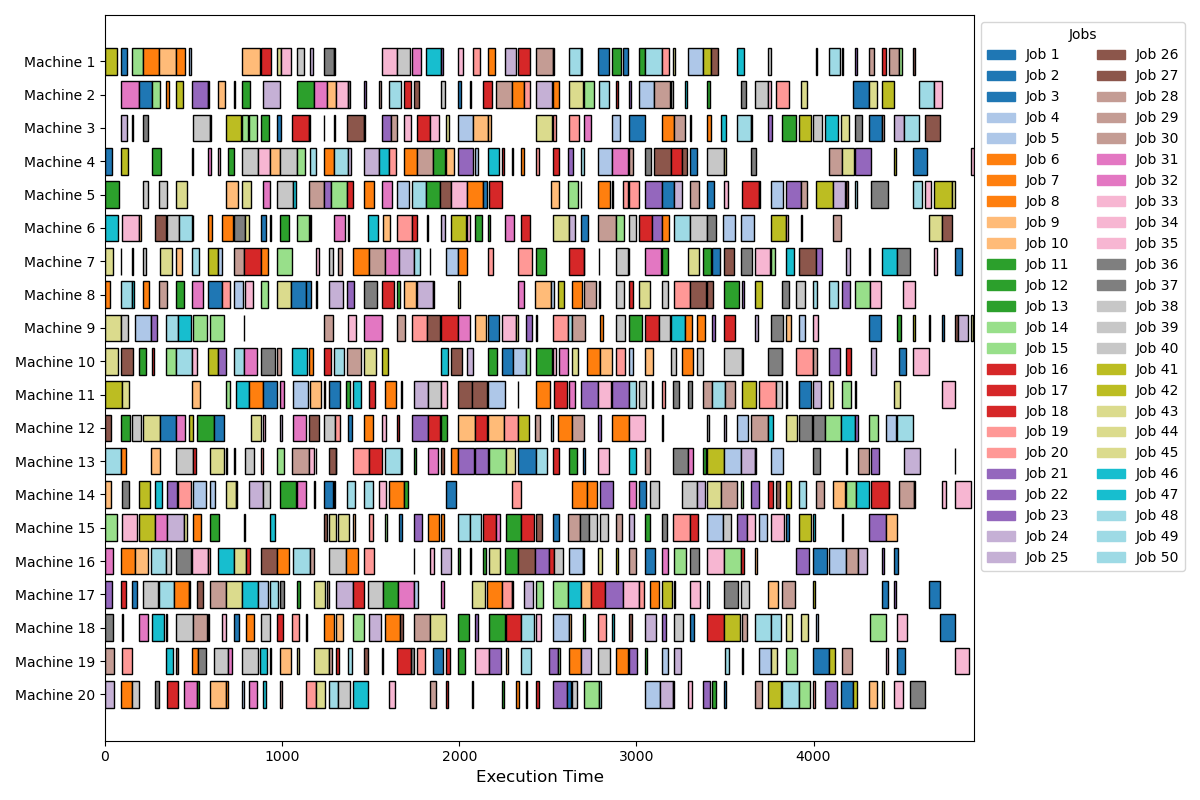 Machine 1
Machine 2
Machine 3
Machine 4
Machine 5
Machine 6
Machine 7
Machine 8
Machine 9
Machine 10
Machine 11
Machine 12
Machine 13
Machine 14
Machine 15
Machine 16
Machine 17
Machine 18
Machine 19
Machine 20
0 1000 2000 3000 4000
Execution Time
Jobs
Job 1
Job 2
Job 3
Job 4
Job 5
Job 6
Job 7
Job 8
Job 9
Job 10
Job 11
Job 12
Job 13
Job 14
Job 15
Job 16
Job 17
Job 18
Job 19
Job 20
Job 21
Job 22
Job 23
Job 24
Job 25
Job 26
Job 27
Job 28
Job 29
Job 30
Job 31
Job 32
Job 33
Job 34
Job 35
Job 36
Job 37
Job 38
Job 39
Job 40
Job 41
Job 42
Job 43
Job 44
Job 45
Job 46
Job 47
Job 48
Job 49
Job 50